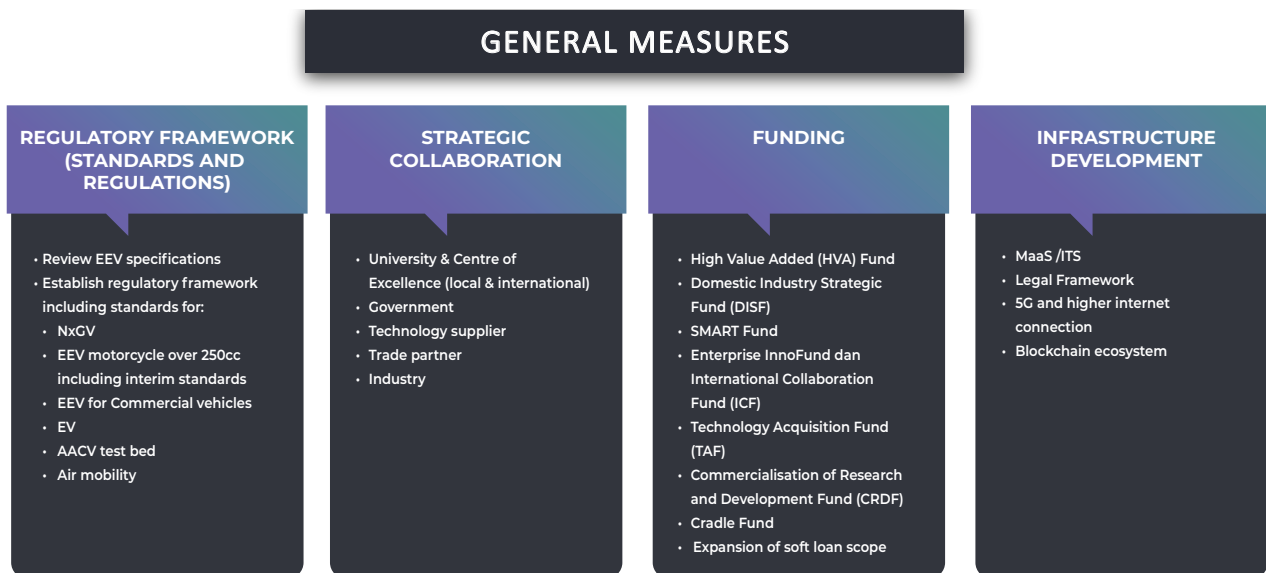 GENERAL MEASURES
REGULATORY FRAMEWORK
(STANDARDS AND
REGULATIONS)
• Review EEV specifications
• Establish regulatory framework
including standards for:
• NxGV
• EEV motorcycle over 250cc
including interim standards
• EEV for Commercial vehicles
• EV
• AACV test bed
• Air mobility
STRATEGIC
COLLABORATION
• University & Centre of
Excellence (local & international)
• Government
• Technology supplier
• Trade partner
• Industry
FUNDING
• High Value Added (HVA) Fund
• Domestic Industry Strategic
Fund (DISF)
• SMART Fund
• Enterprise InnoFund dan
International Collaboration
Fund (ICF)
• Technology Acquisition Fund
(TAF)
• Commercialisation of Research
and Development Fund (CRDF)
• Cradle Fund
• Expansion of soft loan scope
INFRASTRUCTURE
DEVELOPMENT
• MaaS /ITS
• Legal Framework
• 5G and higher internet
connection
• Blockchain ecosystem